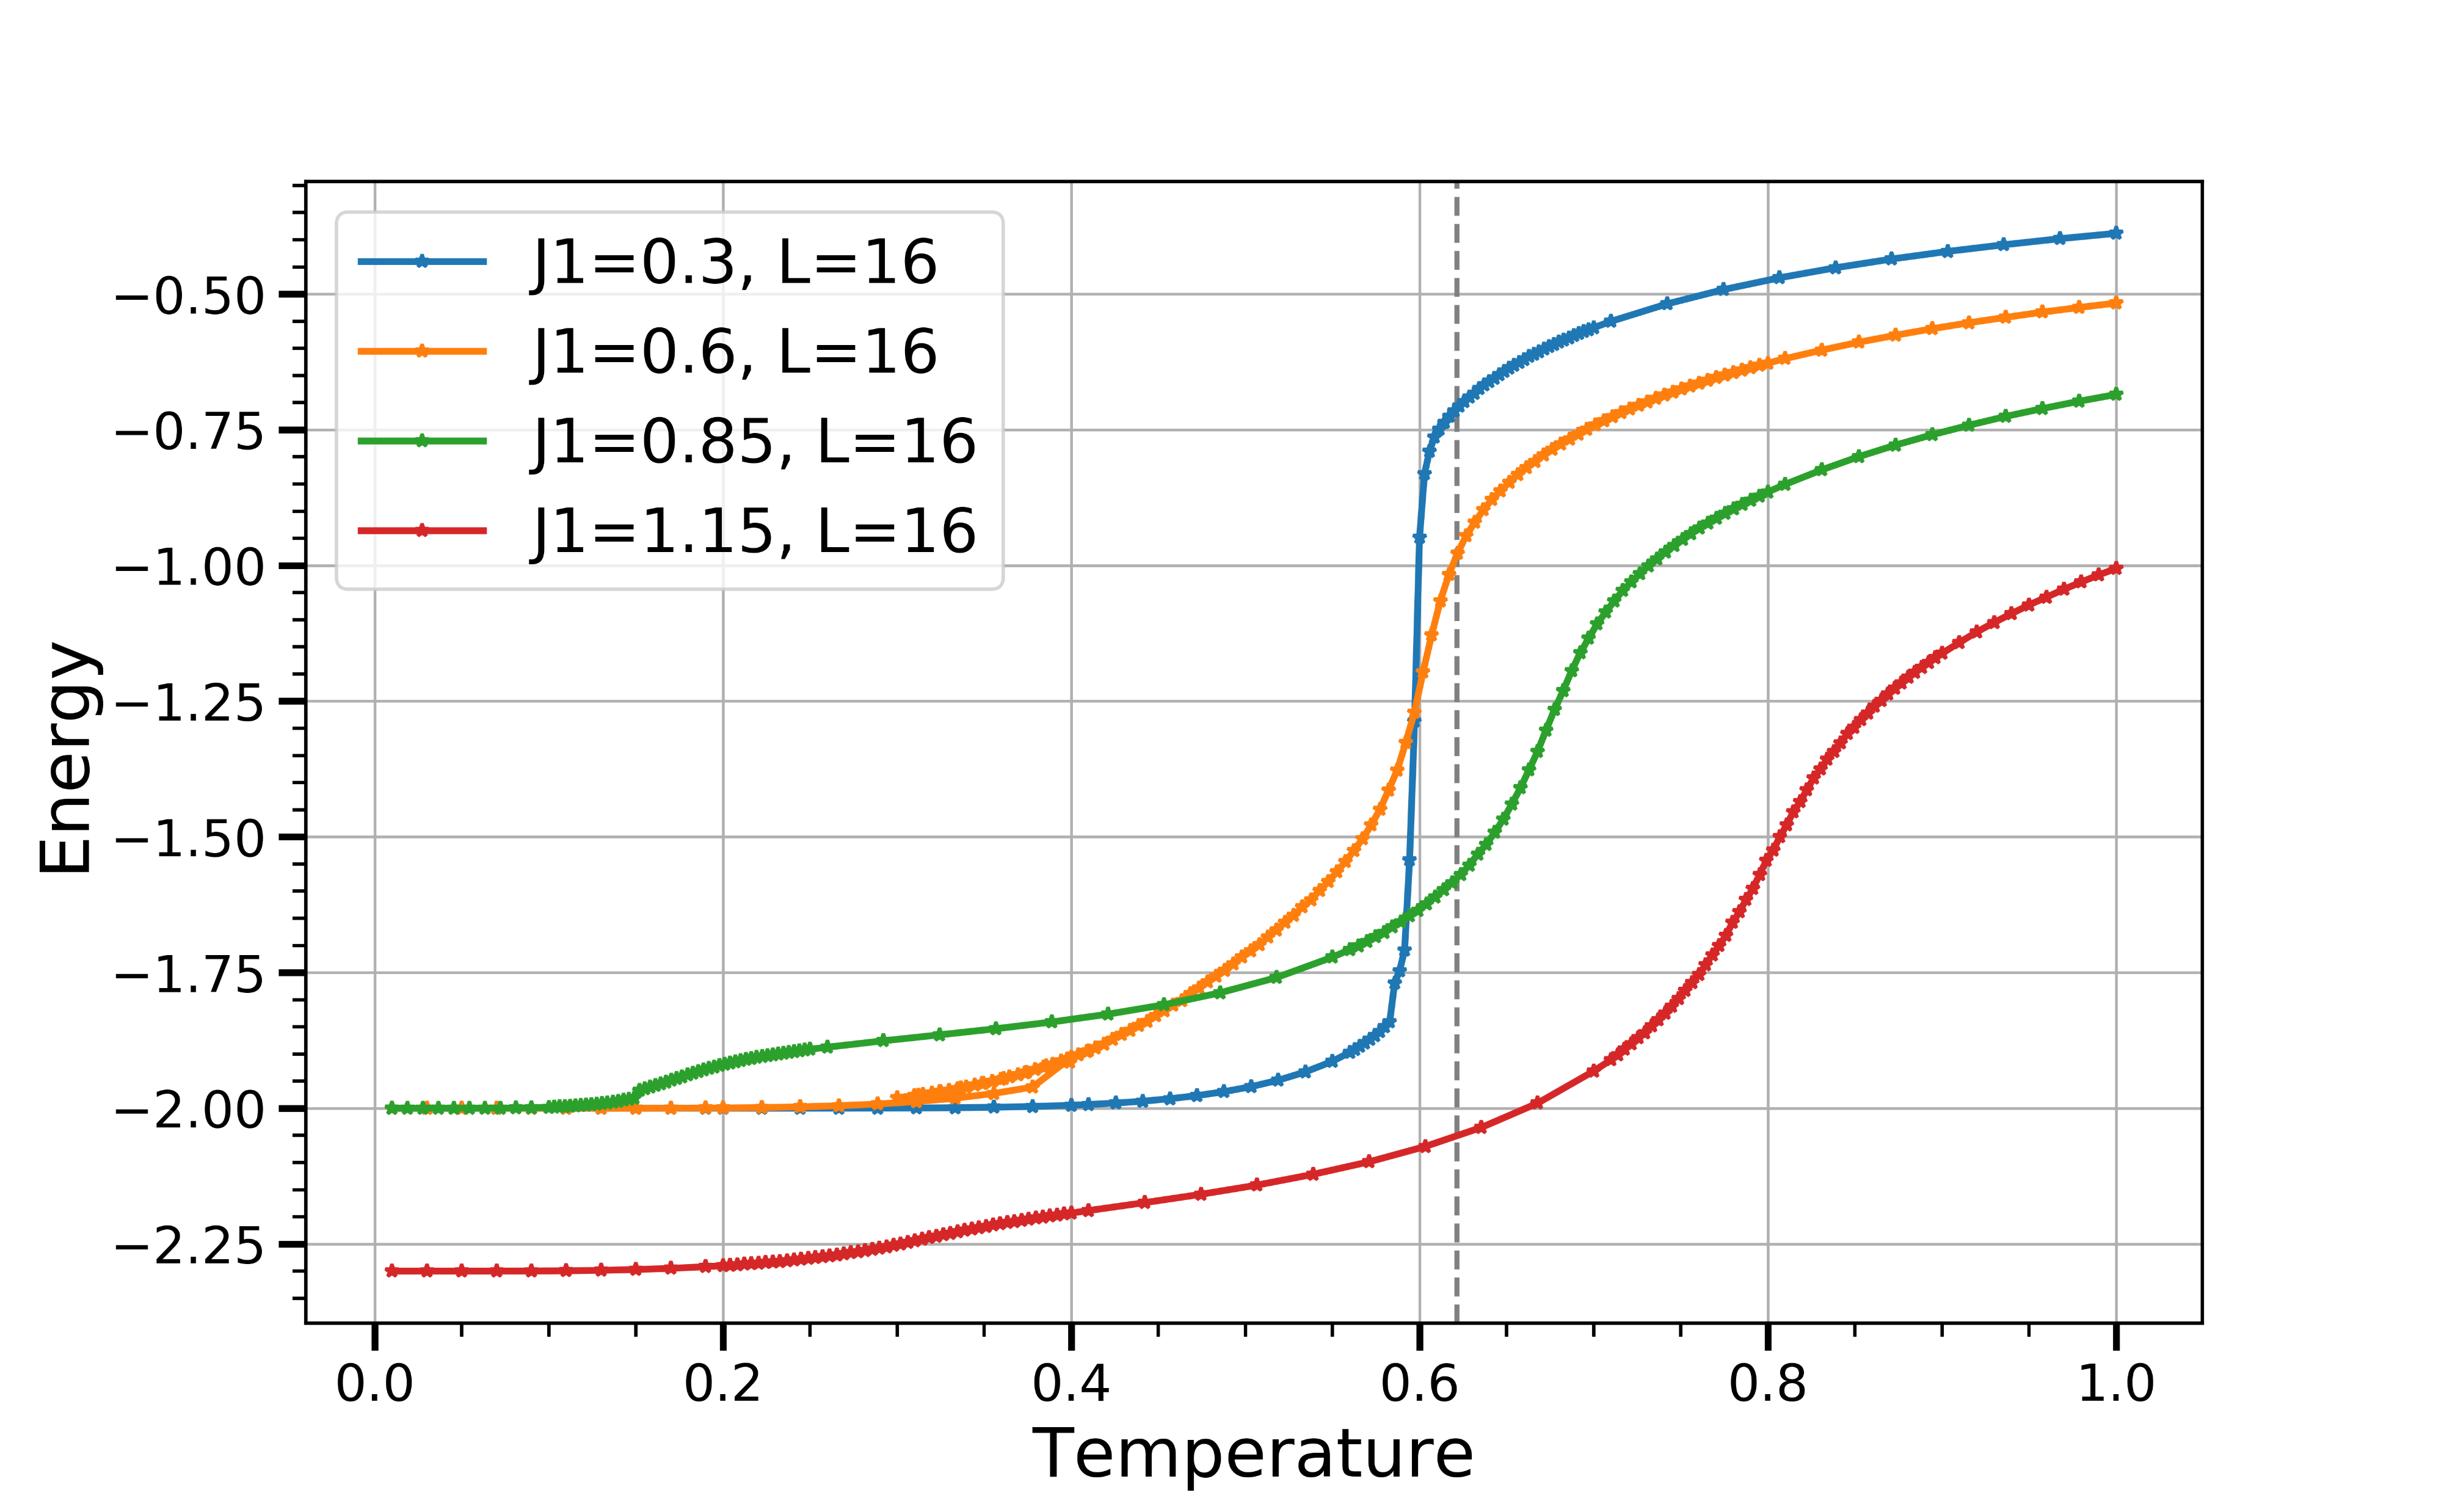 J1=0.3, L=16
J1=0.6, L=16
J1=0.85, L=16
J1=1.15, L=16
Energy
−0.50
−0.75
−1.00
−1.25
−1.50
−1.75
−2.00
−2.25
0.0 0.2 0.4 0.6 0.8 1.0
Temperature